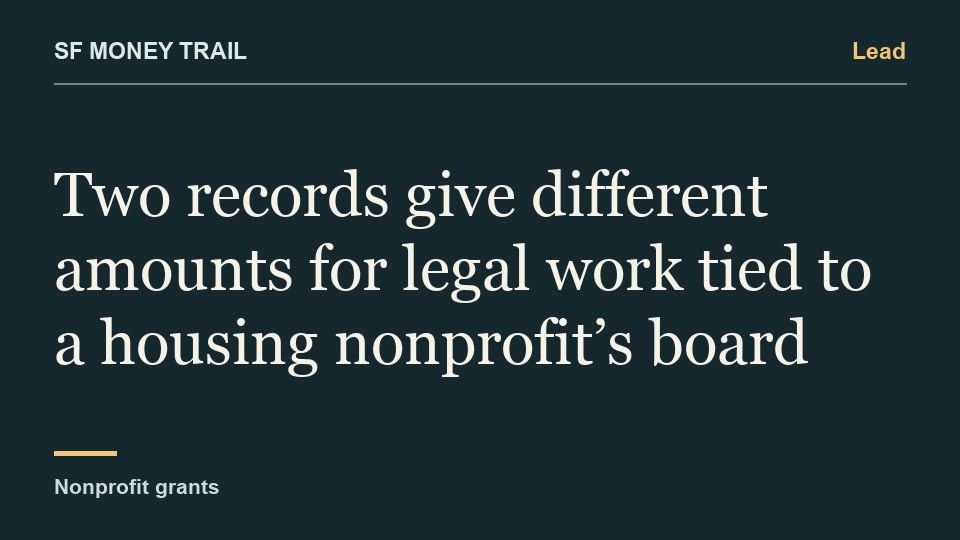 SF MONEY TRAIL
Lead
Two records give different
amounts for legal work tied to
a housing nonprofit’s board
Nonprofit grants